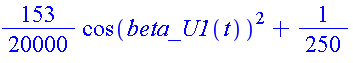 153/20000 cos(beta_U1(t))² + 1/250